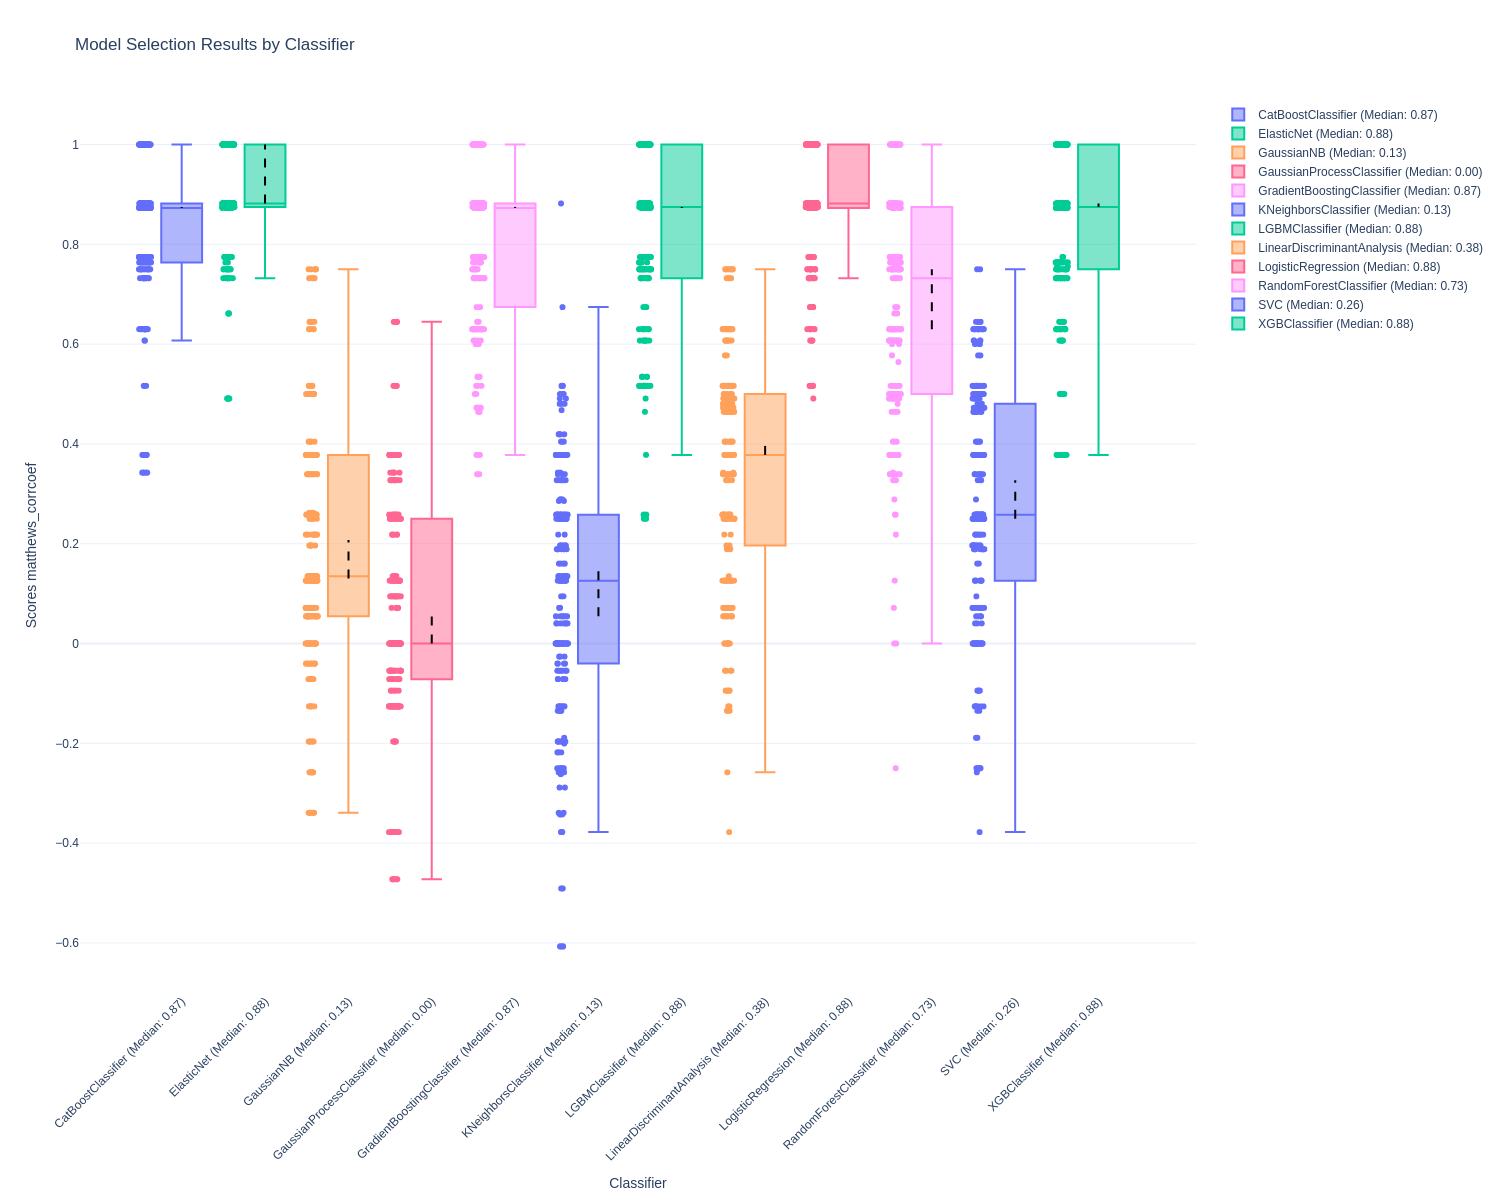 Model Selection Results by Classifier
CatBoostClassifier (Median: 0.87)
ElasticNet (Median: 0.88)
GaussianNB (Median: 0.13)
GaussianProcessClassifier (Median: 0.00)
GradientBoostingClassifier (Median: 0.87)
KNeighborsClassifier (Median: 0.13)
LGBMClassifier (Median: 0.88)
LinearDiscriminantAnalysis (Median: 0.38)
LogisticRegression (Median: 0.88)
RandomForestClassifier (Median: 0.73)
SVC (Median: 0.26)
XGBClassifier (Median: 0.88)
1
0.8
0.6
0.4
0.2
0
−0.2
−0.4
−0.6
Scores matthews_corrcoef
CatBoostClassifier (Median: 0.87)
ElasticNet (Median: 0.88)
GaussianNB (Median: 0.13)
GaussianProcessClassifier (Median: 0.00)
GradientBoostingClassifier (Median: 0.87)
KNeighborsClassifier (Median: 0.13)
LGBMClassifier (Median: 0.88)
LinearDiscriminantAnalysis (Median: 0.38)
LogisticRegression (Median: 0.88)
RandomForestClassifier (Median: 0.73)
SVC (Median: 0.26)
XGBClassifier (Median: 0.88)
Classifier